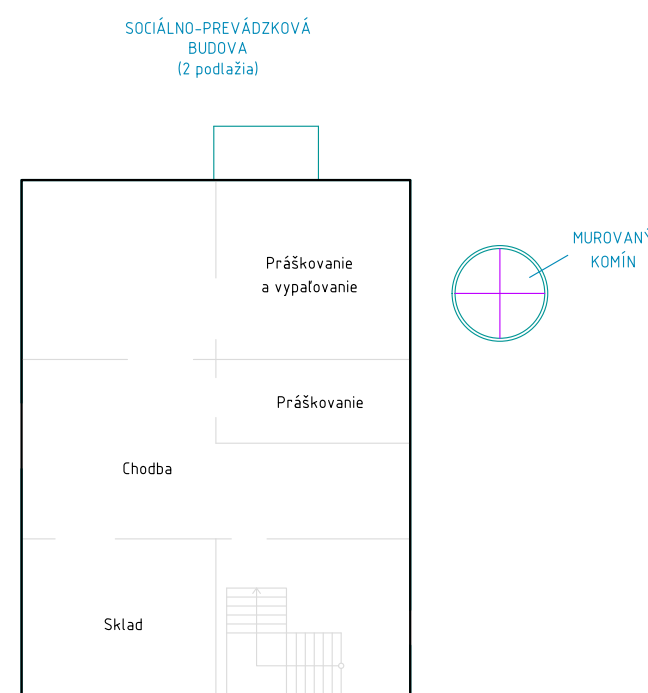 SOCIÁLNO-PREVÁDZKOVÁ
BUDOVA
(2 podlažia)
MUROVANÝ
KOMÍN
Práškovanie
a vypaľovanie
Práškovanie
Chodba
Sklad